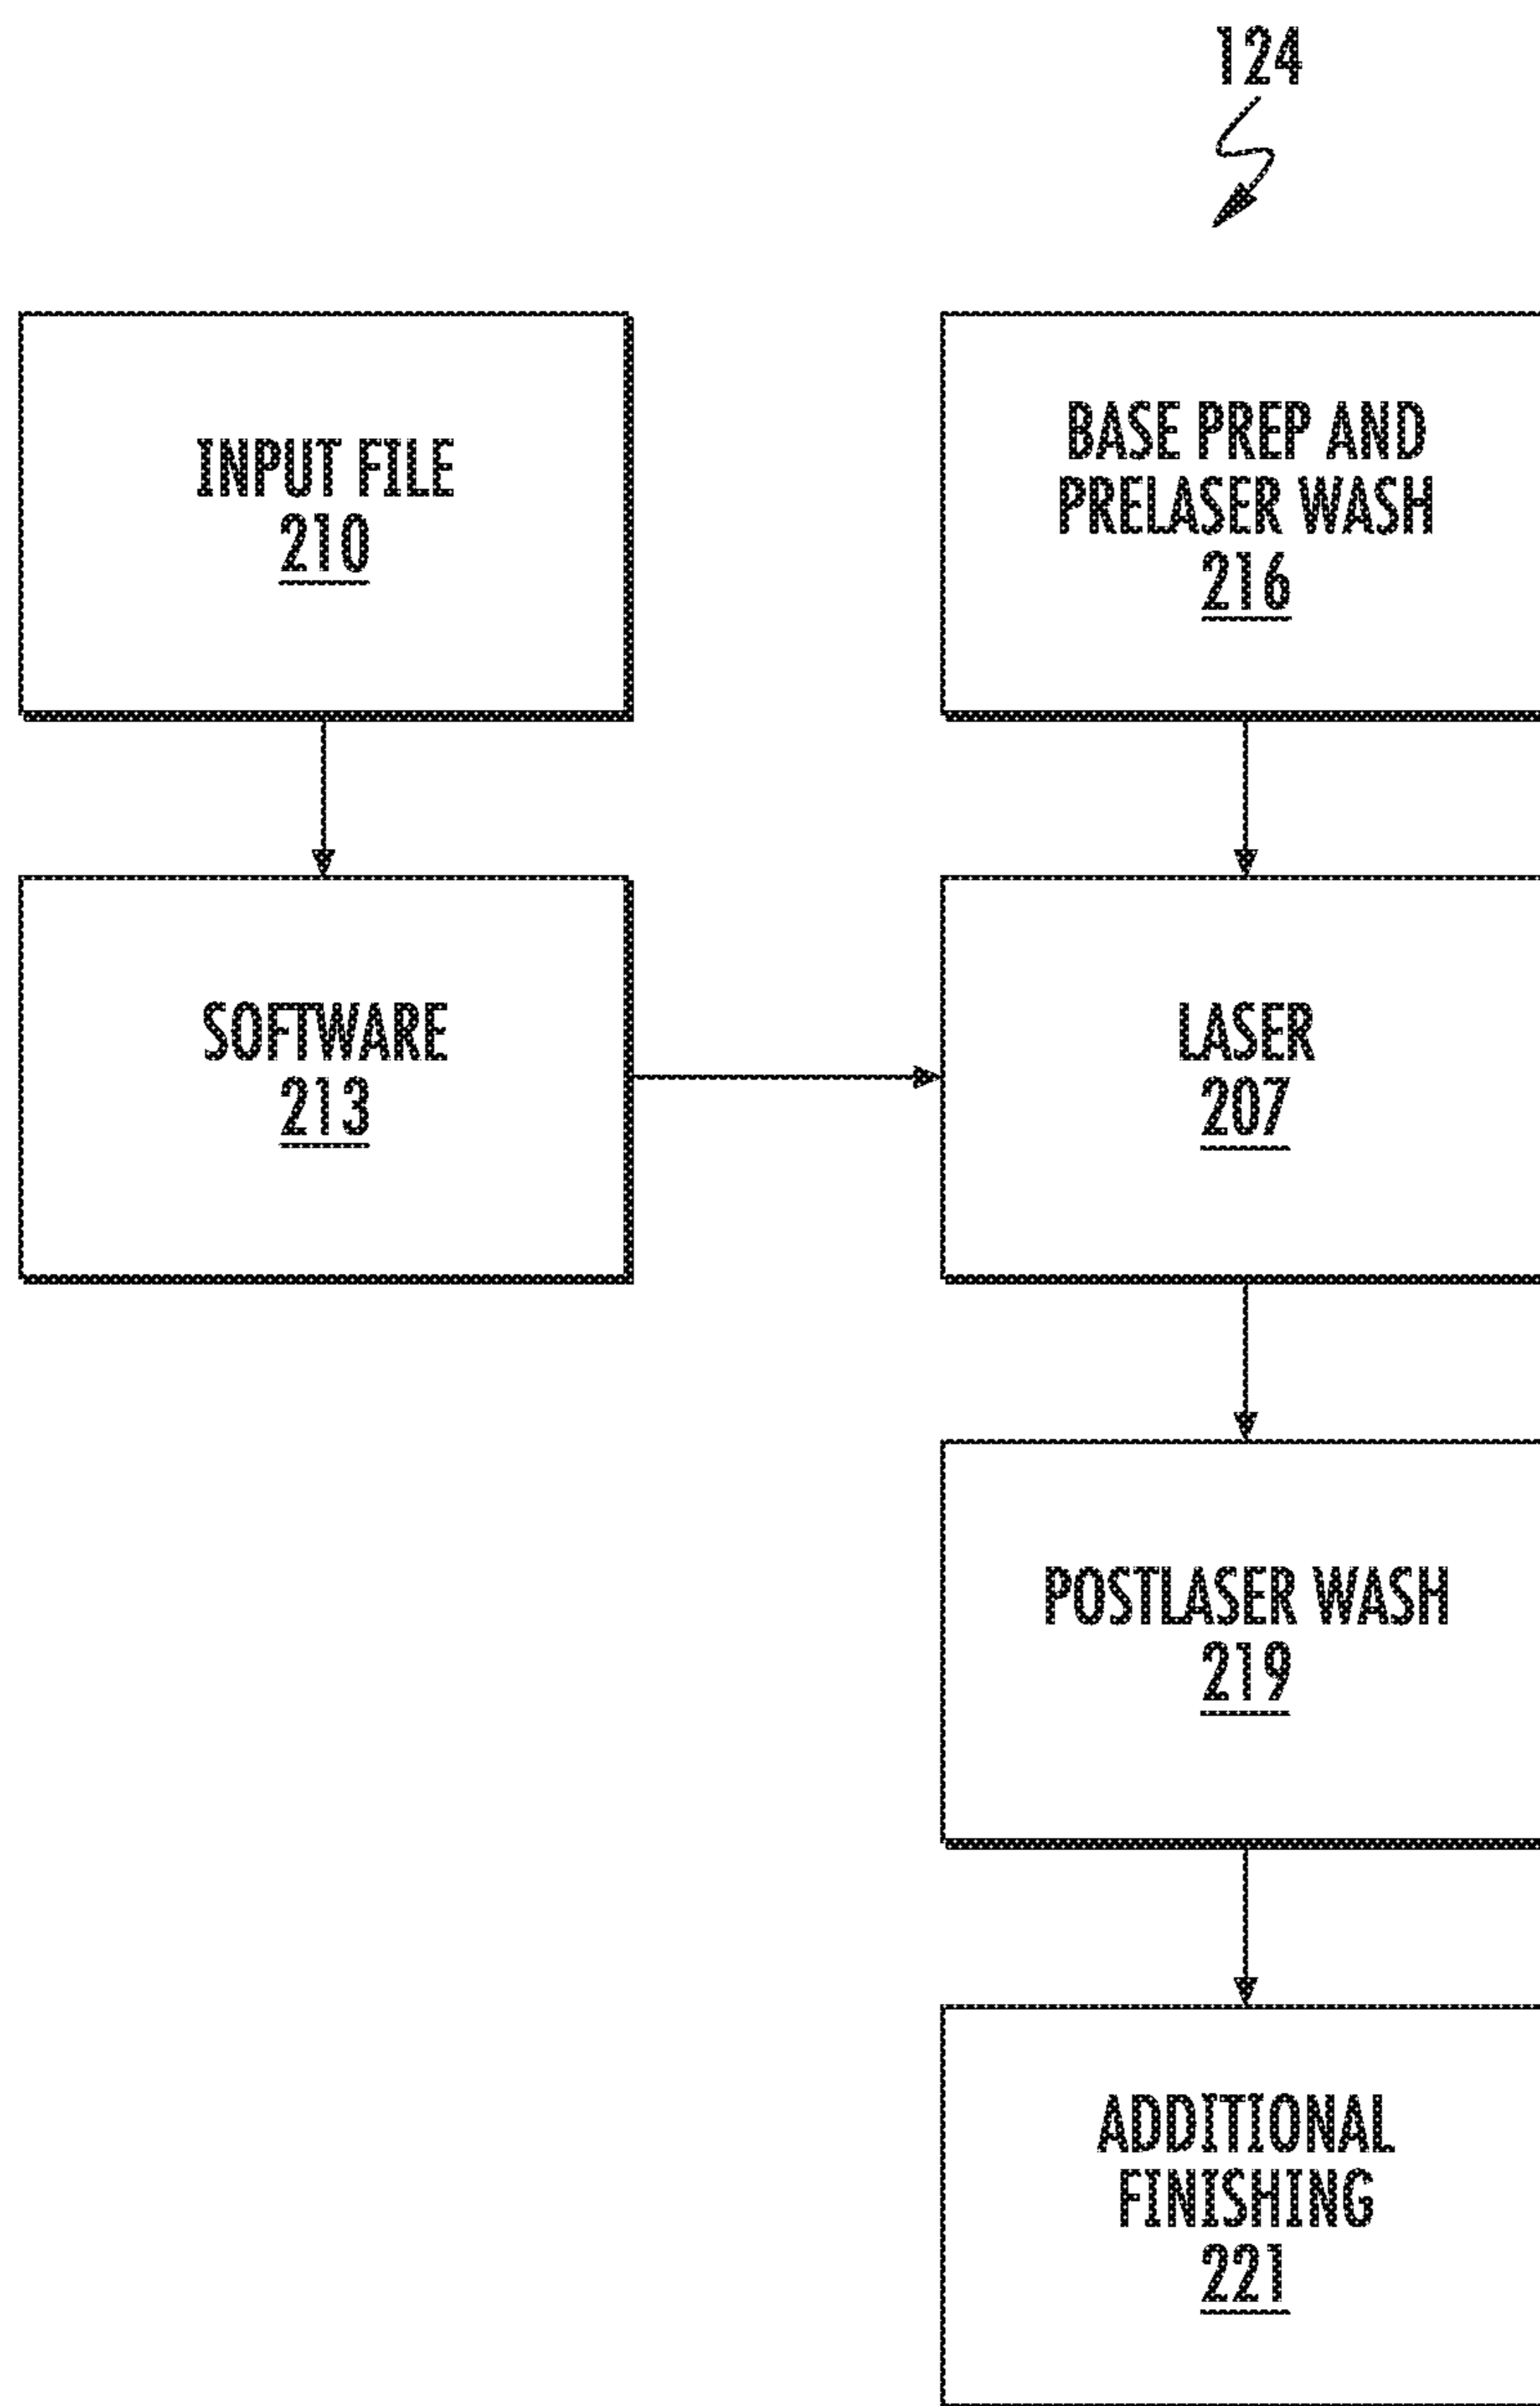 124
INPUT FILE
210
BASE PREP AND
PRELASER WASH
216
SOFTWARE
213
LASER
207
POSTLASER WASH
219
ADDITIONAL
FINISHING
221